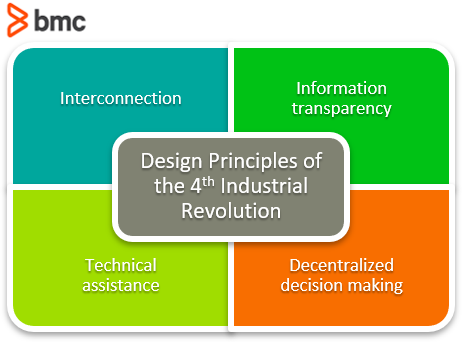 bmc
Interconnection
Information
transparency
Design Principles of
the 4th Industrial
Revolution
Technical
assistance
Decentralized
decision making